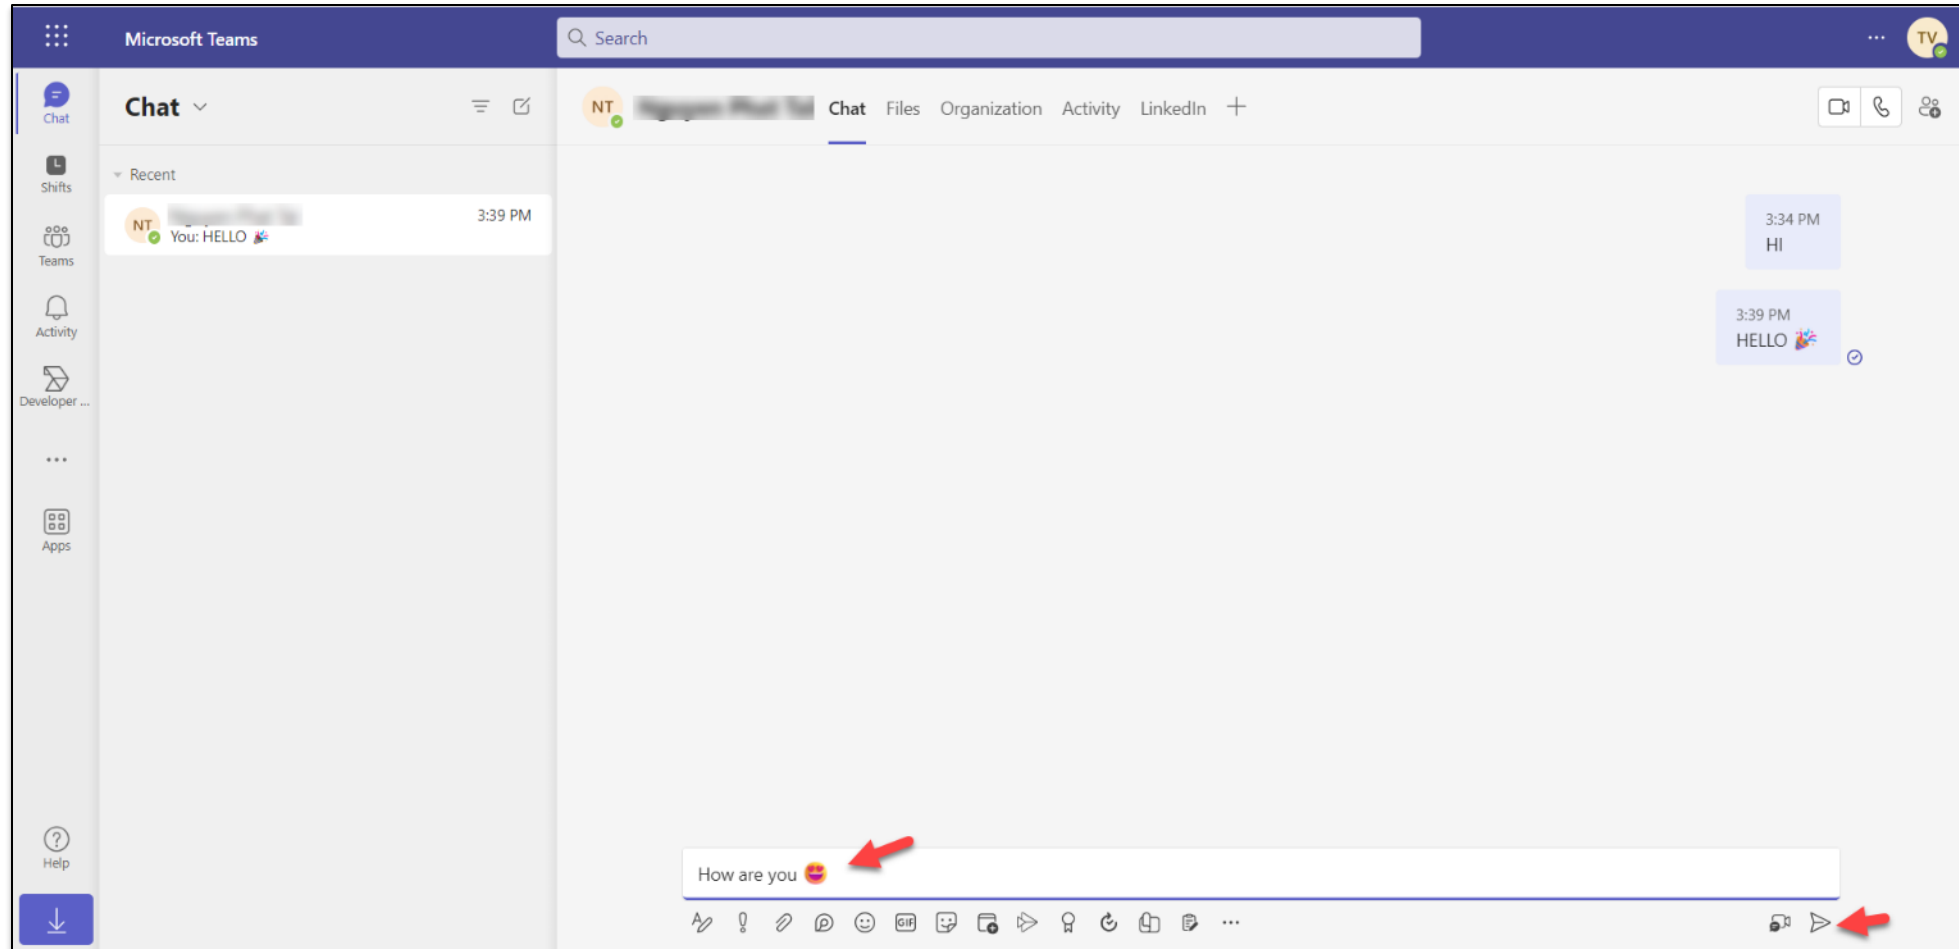 Microsoft Teams
Search
TV
Chat
Shifts
Teams
Activity
Developer ...
Apps
Help
Chat
Recent
NT
3:39 PM
You: HELLO 🎉
NT
Chat Files Organization Activity LinkedIn
3:34 PM
HI
3:39 PM
HELLO 🎉
How are you 😍
GIF